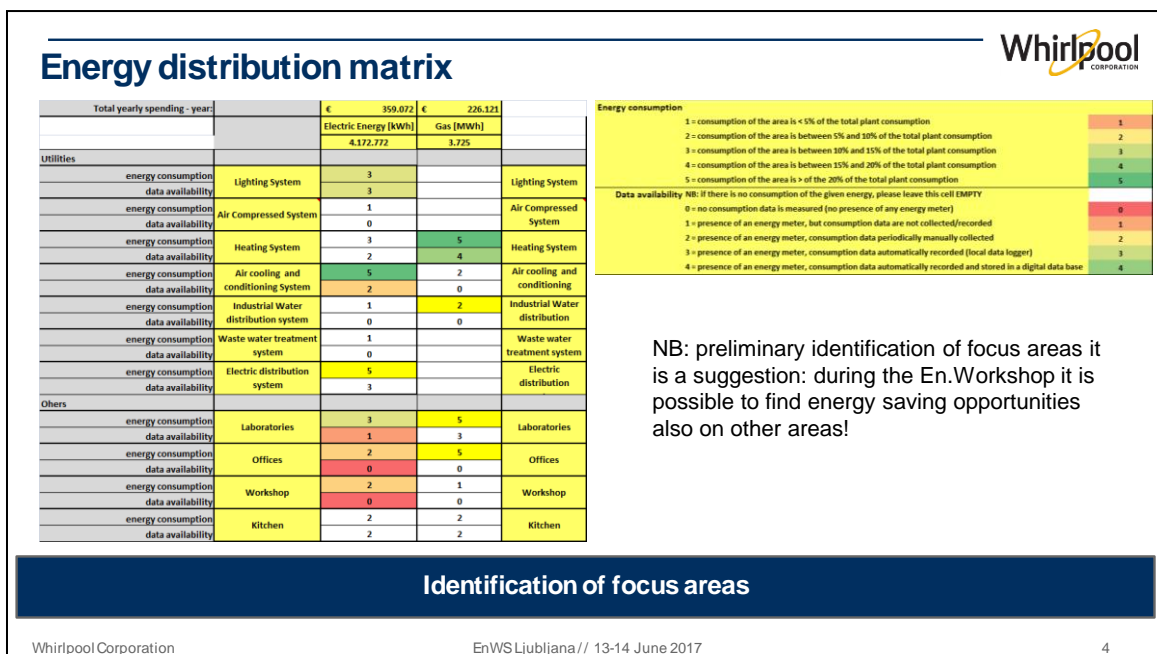 Energy distribution matrix
Whirlpool
CORPORATION
Total yearly spending - year: € 359.072 € 226.121
Electric Energy [kWh] Gas [MWh]
4.172.772 3.725
Utilities
energy consumption Lighting System 3 Lighting System
data availability 3
energy consumption Air Compressed System 1 Air Compressed System
data availability 0
energy consumption Heating System 3 5 Heating System
data availability 2 4
energy consumption Air cooling and 5 2 Air cooling and
data availability conditioning System 2 0 conditioning
energy consumption Industrial Water 1 2 Industrial Water
data availability distribution system 0 0 distribution
energy consumption Waste water treatment 1 Waste water
data availability system 0 treatment system
energy consumption Electric distribution 5 Electric
data availability system 3 distribution
Ohers
energy consumption Laboratories 3 5 Laboratories
data availability 1 3
energy consumption Offices 2 5 Offices
data availability 0 0
energy consumption Workshop 2 1 Workshop
data availability 0 0
energy consumption Kitchen 2 2 Kitchen
data availability 2 2
Energy consumption
1 = consumption of the area is < 5% of the total plant consumption 1
2 = consumption of the area is between 5% and 10% of the total plant consumption 2
3 = consumption of the area is between 10% and 15% of the total plant consumption 3
4 = consumption of the area is between 15% and 20% of the total plant consumption 4
5 = consumption of the area is > of the 20% of the total plant consumption 5
Data availability NB: if there is no consumption of the given energy, please leave this cell EMPTY
0 = no consumption data is measured (no presence of any energy meter) 0
1 = presence of an energy meter, but consumption data are not collected/recorded 1
2 = presence of an energy meter, consumption data periodically manually collected 2
3 = presence of an energy meter, consumption data automatically recorded (local data logger) 3
4 = presence of an energy meter, consumption data automatically recorded and stored in a digital data base 4
NB: preliminary identification of focus areas it
is a suggestion: during the En.Workshop it is
possible to find energy saving opportunities
also on other areas!
Identification of focus areas
Whirlpool Corporation EnWS Ljubljana // 13-14 June 2017 4